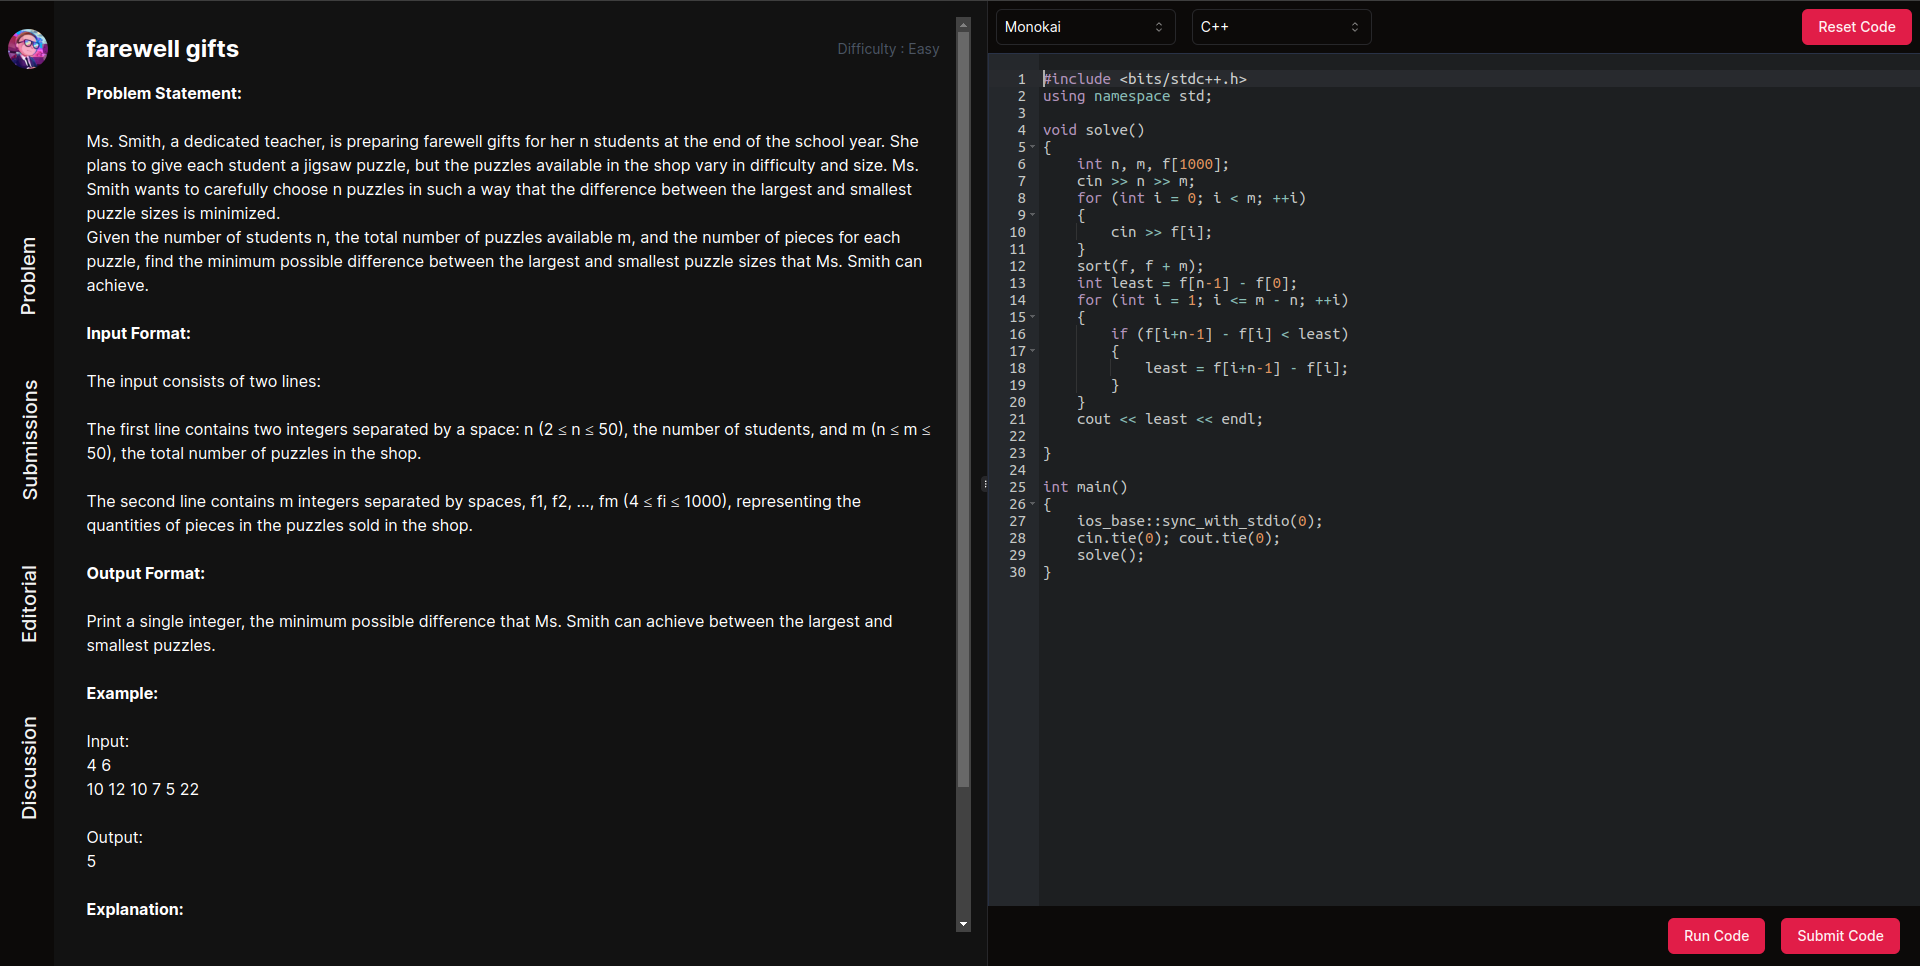 Problem
Submissions
Editorial
Discussion
farewell gifts
Difficulty : Easy
Problem Statement:
Ms. Smith, a dedicated teacher, is preparing farewell gifts for her n students at the end of the school year. She
plans to give each student a jigsaw puzzle, but the puzzles available in the shop vary in difficulty and size. Ms.
Smith wants to carefully choose n puzzles in such a way that the difference between the largest and smallest
puzzle sizes is minimized.
Given the number of students n, the total number of puzzles available m, and the number of pieces for each
puzzle, find the minimum possible difference between the largest and smallest puzzle sizes that Ms. Smith can
achieve.
Input Format:
The input consists of two lines:
The first line contains two integers separated by a space: n (2 ≤ n ≤ 50), the number of students, and m (n ≤ m ≤
50), the total number of puzzles in the shop.
The second line contains m integers separated by spaces, f1, f2, ..., fm (4 ≤ fi ≤ 1000), representing the
quantities of pieces in the puzzles sold in the shop.
Output Format:
Print a single integer, the minimum possible difference that Ms. Smith can achieve between the largest and
smallest puzzles.
Example:
Input:
4 6
10 12 10 7 5 22
Output:
5
Explanation:
Monokai
C++
Reset Code
1 #include <bits/stdc++.h>
2 using namespace std;
3
4 void solve()
5 {
6     int n, m, f[1000];
7     cin >> n >> m;
8     for (int i = 0; i < m; ++i)
9     {
10         cin >> f[i];
11     }
12     sort(f, f + m);
13     int least = f[n-1] - f[0];
14     for (int i = 1; i <= m - n; ++i)
15     {
16         if (f[i+n-1] - f[i] < least)
17         {
18             least = f[i+n-1] - f[i];
19         }
20     }
21     cout << least << endl;
22
23 }
24
25 int main()
26 {
27     ios_base::sync_with_stdio(0);
28     cin.tie(0); cout.tie(0);
29     solve();
30 }
Run Code
Submit Code